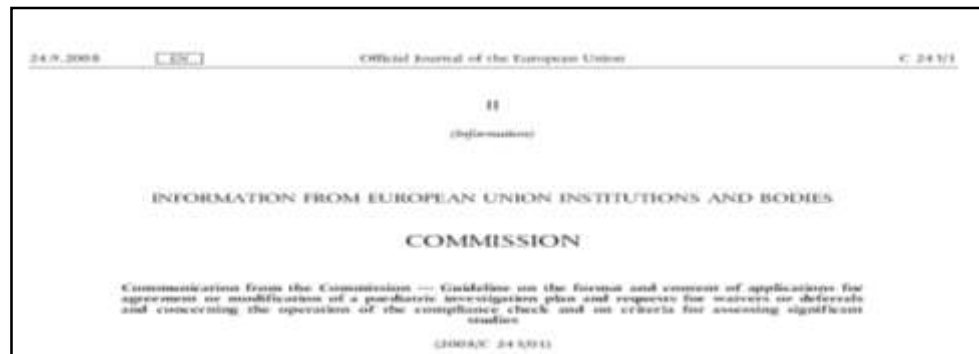 24.9.2008 EN Official Journal of the European Union C 243/1
II
(Information)
INFORMATION FROM EUROPEAN UNION INSTITUTIONS AND BODIES
COMMISSION
Communication from the Commission — Guideline on the format and content of applications for
agreement or modification of a paediatric investigation plan and requests for waivers or deferrals
and concerning the operation of the compliance check and on criteria for assessing significant
studies
(2008/C 243/01)